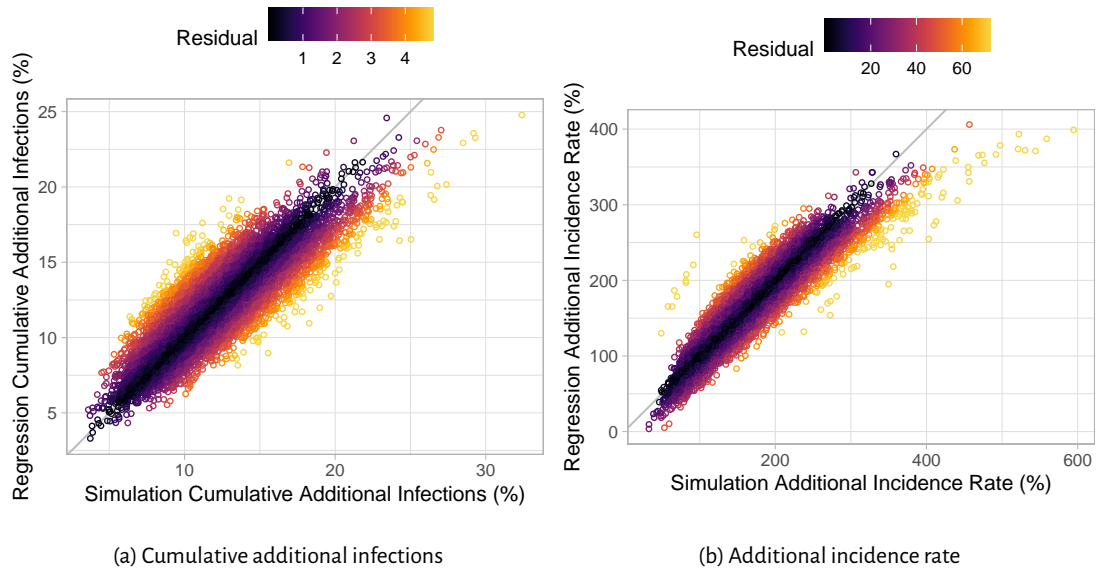 Residual
1 2 3 4
Regression Cumulative Additional Infections (%)
25
20
15
10
5
10 20 30
Simulation Cumulative Additional Infections (%)
(a) Cumulative additional infections
Residual
20 40 60
Regression Additional Incidence Rate (%)
400
300
200
100
0
200 400 600
Simulation Additional Incidence Rate (%)
(b) Additional incidence rate